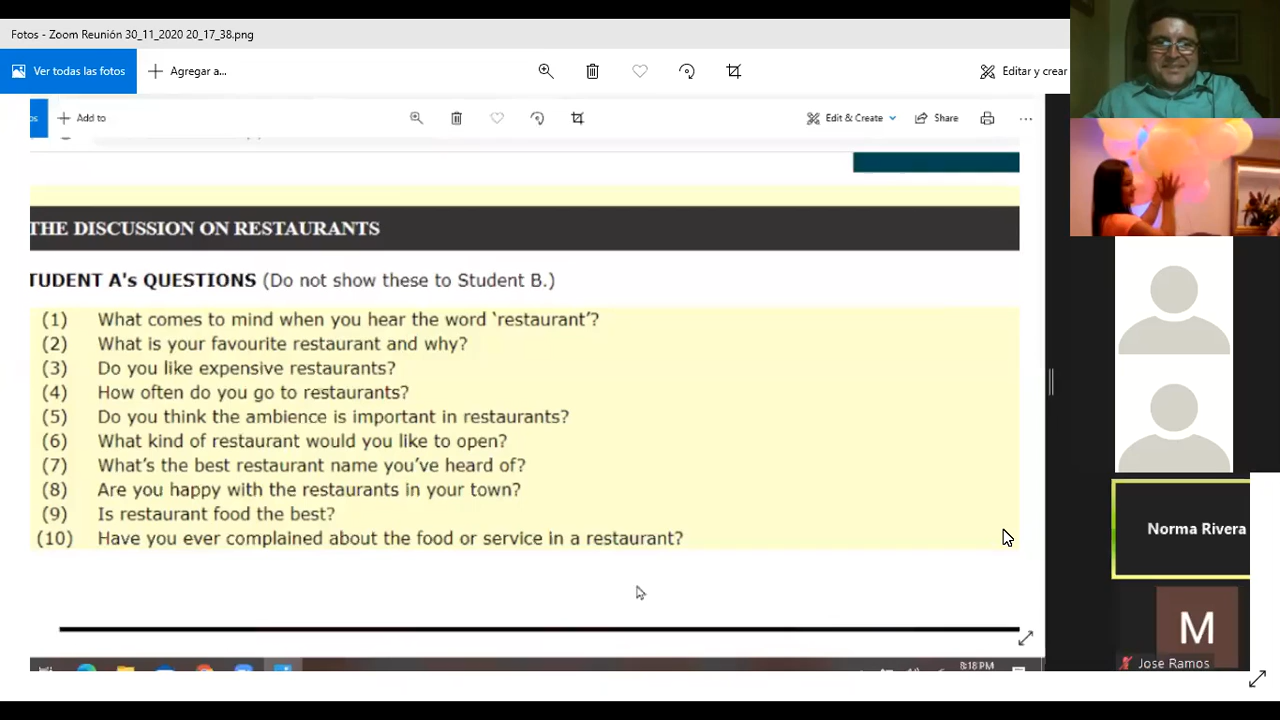 Fotos - Zoom Reunión 30_11_2020 20_17_38.png
Ver todas las fotos
Agregar a...
Editar y crear
os
Add to
Edit & Create
Share
THE DISCUSSION ON RESTAURANTS
TUDENT A's QUESTIONS (Do not show these to Student B.)
(1) What comes to mind when you hear the word 'restaurant'?
(2) What is your favourite restaurant and why?
(3) Do you like expensive restaurants?
(4) How often do you go to restaurants?
(5) Do you think the ambience is important in restaurants?
(6) What kind of restaurant would you like to open?
(7) What's the best restaurant name you've heard of?
(8) Are you happy with the restaurants in your town?
(9) Is restaurant food the best?
(10) Have you ever complained about the food or service in a restaurant?
Norma Rivera
M
Jose Ramos
8:18 PM